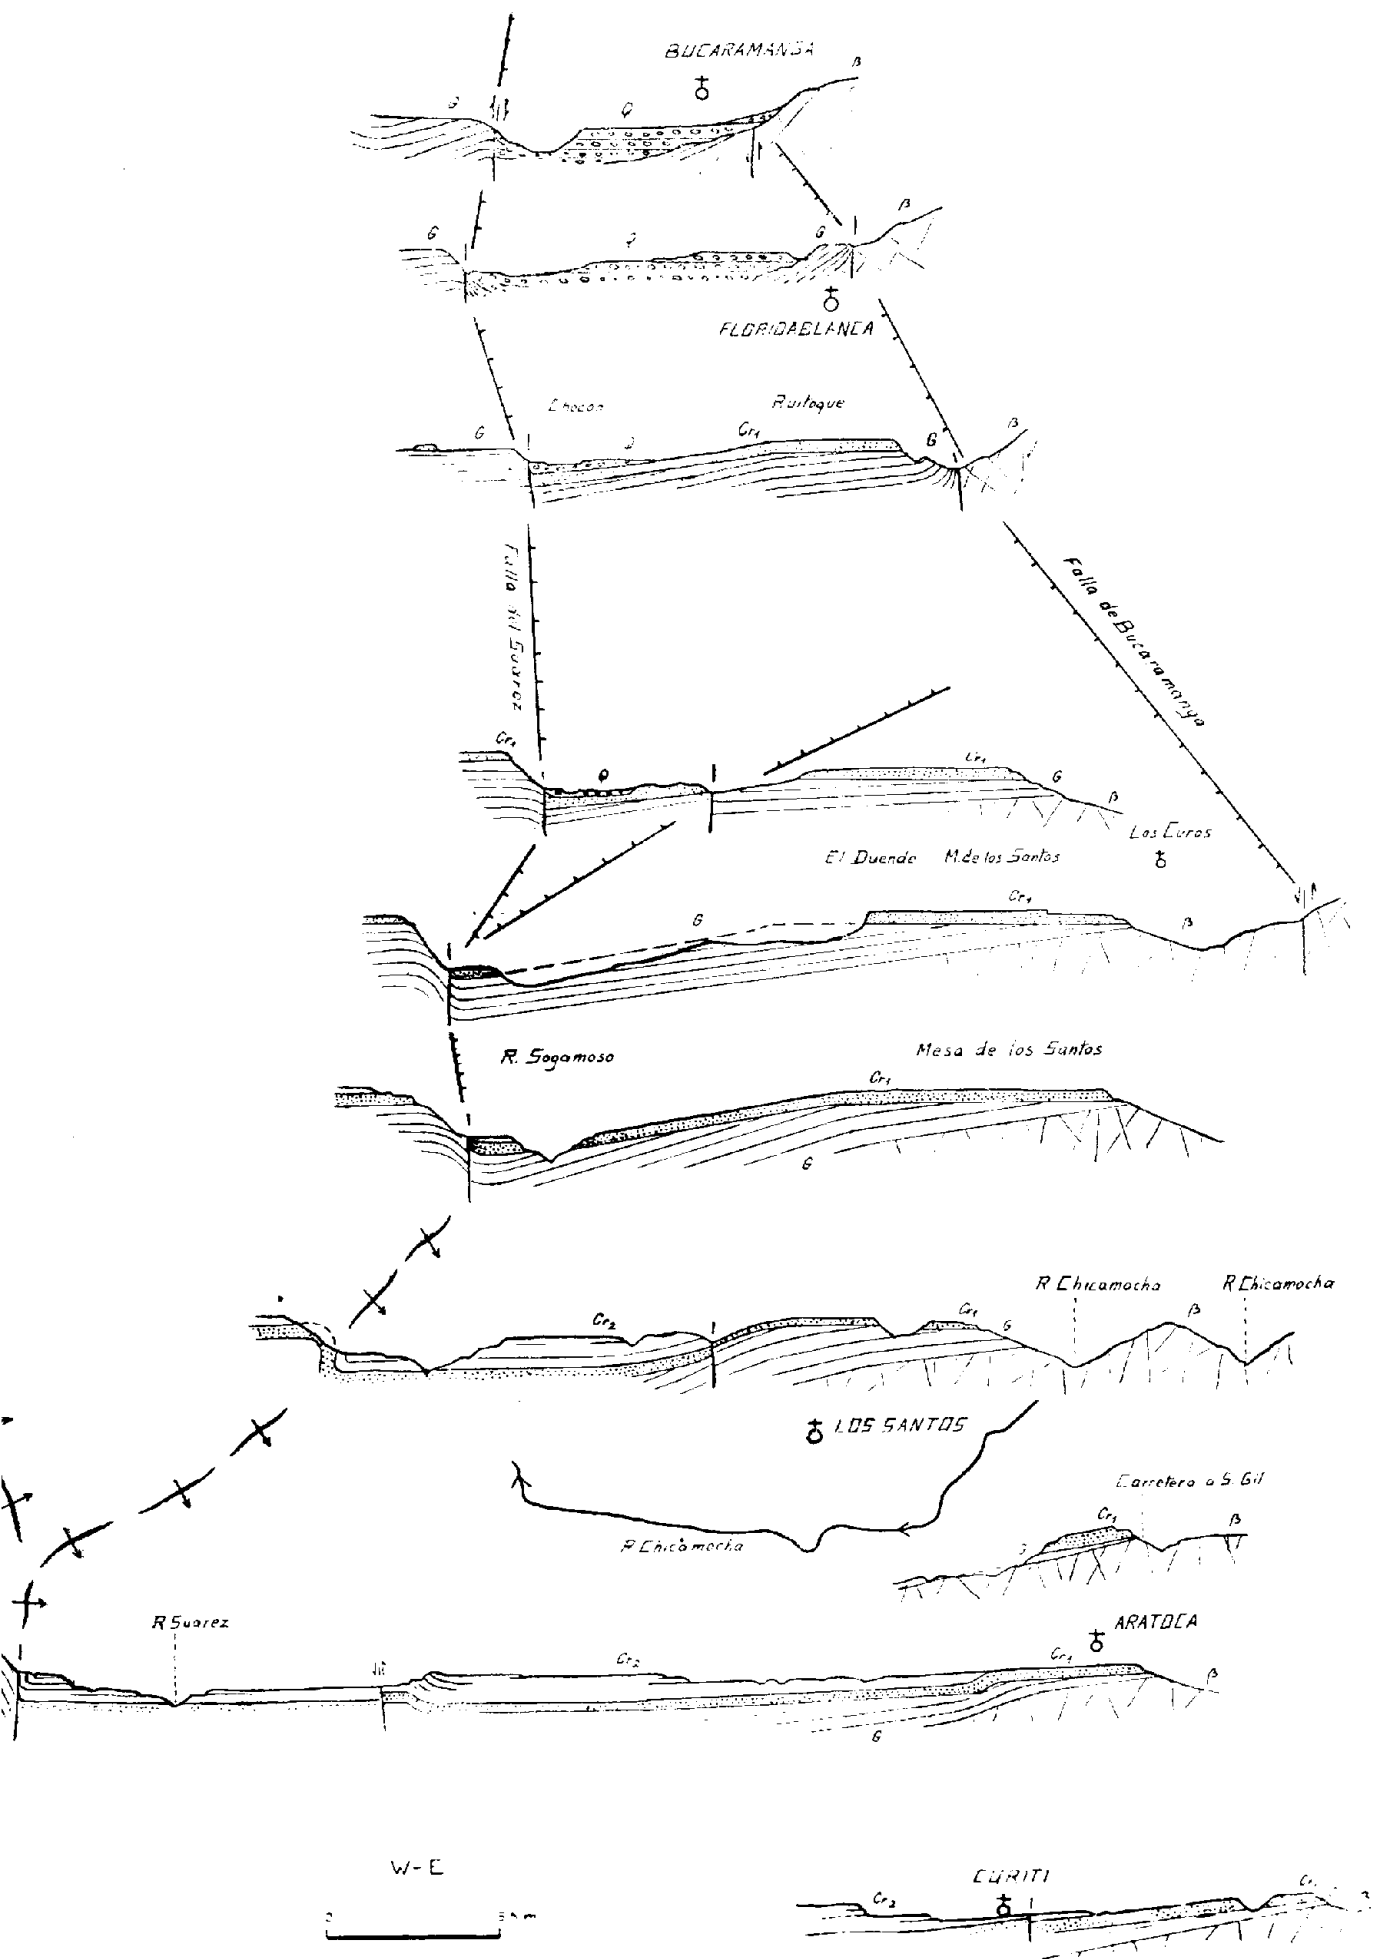 BUCARAMANGA
B
G Q
B
G Q G
FLORIDABLANCA
Chocoa Ruitoque
G Q Cr1 G B
Falla del Suarez
Falla de Bucaramanga
Cr1 Q Cr1 G B
Los Curos
El Duende M. de los Santos
G Cr1 B
R. Sogamoso Mesa de los Santos
Cr1
G
R Chicamocha R Chicamocha
Cr2 Cr1 G B
LOS SANTOS
Carretera a S. Gil
R Chicamocha
Cr1 B
ARATOCA
R Suarez
Cr2 Cr1 B
G
W-E
CURITI
Cr2